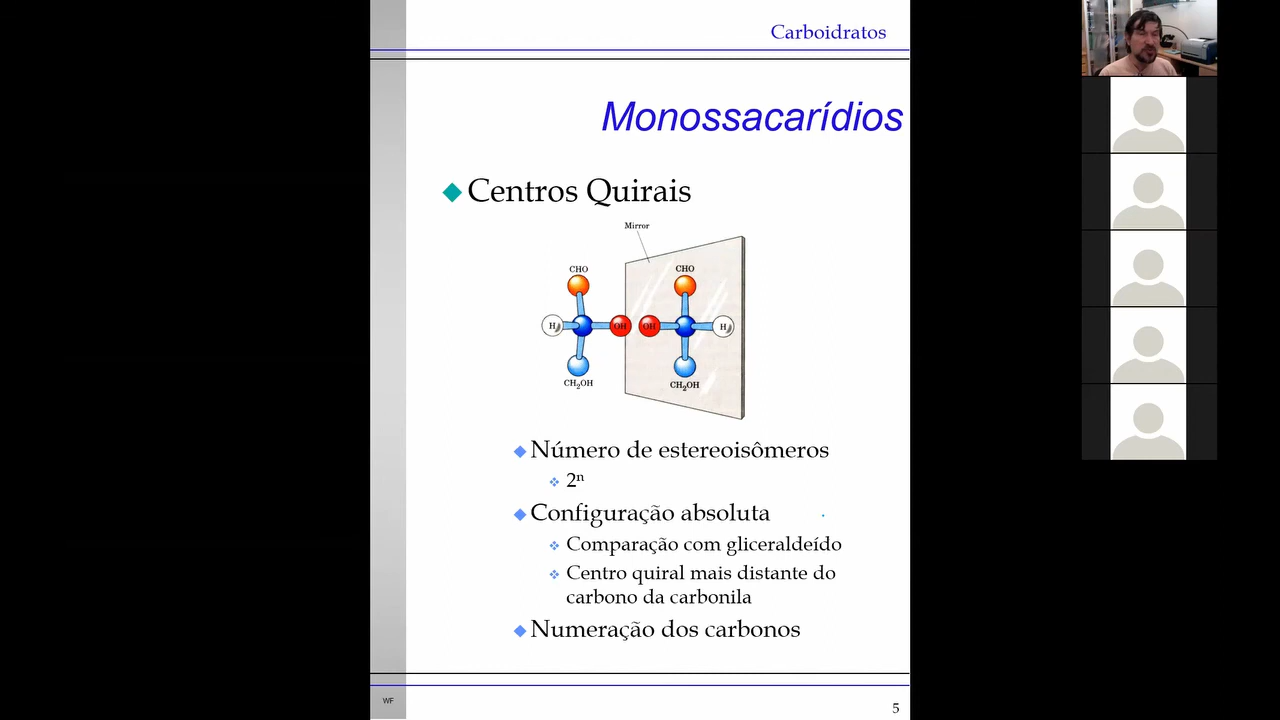 Carboidratos
Monossacarídios
Centros Quirais
Mirror
CHO
CHO
H
OH
OH
H
CH₂OH
CH₂OH
Número de estereoisômeros
2ⁿ
Configuração absoluta
Comparação com gliceraldeído
Centro quiral mais distante do
carbono da carbonila
Numeração dos carbonos
WF
5